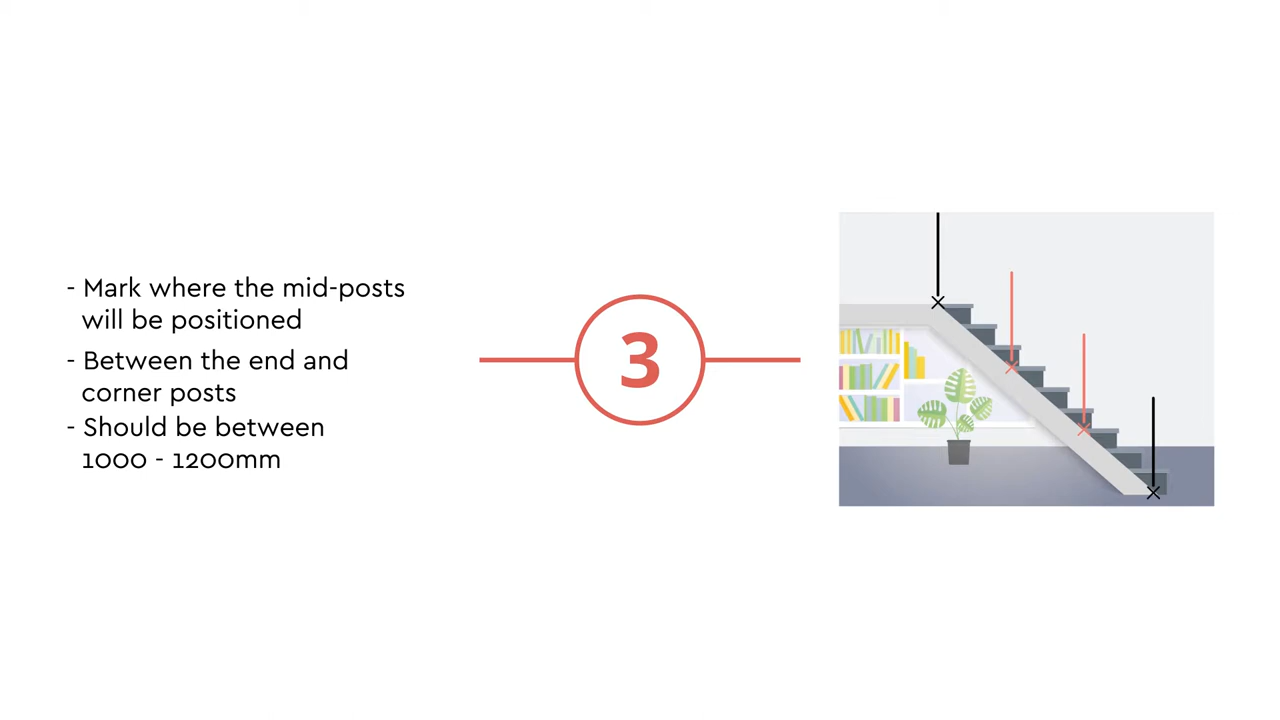 - Mark where the mid-posts
will be positioned
- Between the end and
corner posts
- Should be between
1000 - 1200mm
3